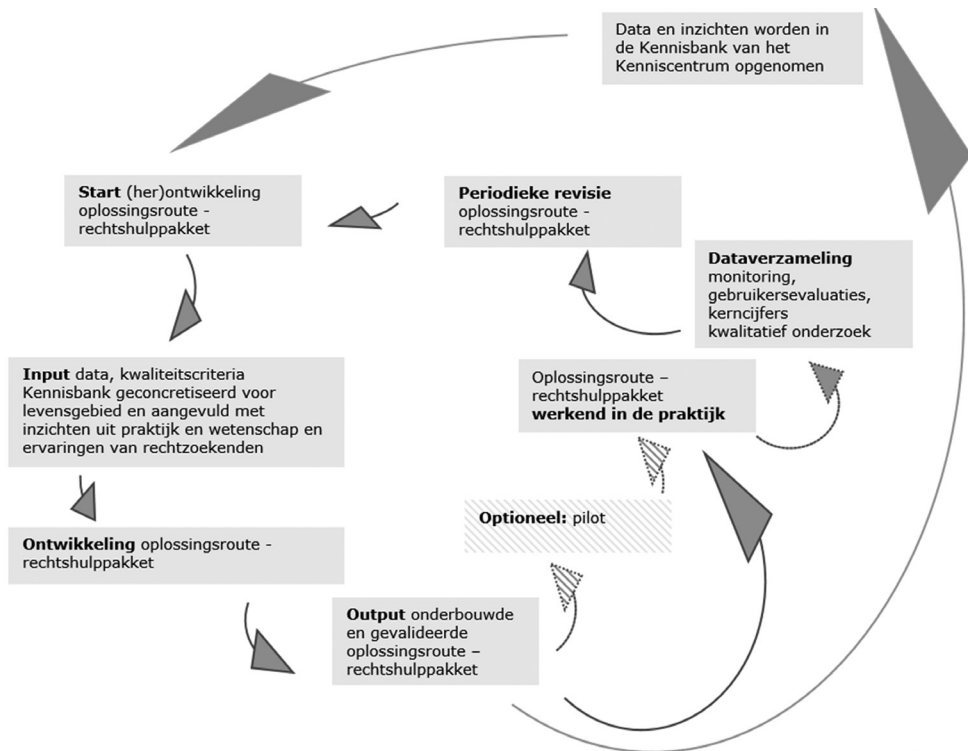 Data en inzichten worden in
de Kennisbank van het
Kenniscentrum opgenomen
Start (her)ontwikkeling
oplossingsroute -
rechtshulppakket
Periodieke revisie
oplossingsroute -
rechtshulppakket
Dataverzameling
monitoring,
gebruikersevaluaties,
kerncijfers
kwalitatief onderzoek
Input data, kwaliteitscriteria
Kennisbank geconcretiseerd voor
levensgebied en aangevuld met
inzichten uit praktijk en wetenschap en
ervaringen van rechtzoekenden
Oplossingsroute –
rechtshulppakket
werkend in de praktijk
Optioneel: pilot
Ontwikkeling oplossingsroute -
rechtshulppakket
Output onderbouwde
en gevalideerde
oplossingsroute –
rechtshulppakket